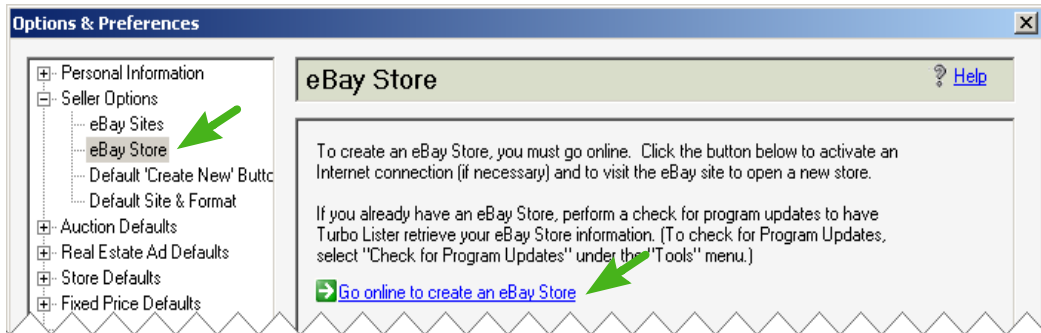 Options & Preferences
Personal Information
Seller Options
eBay Sites
eBay Store
Default 'Create New' Butto
Default Site & Format
Auction Defaults
Real Estate Ad Defaults
Store Defaults
Fixed Price Defaults
eBay Store
Help
To create an eBay Store, you must go online. Click the button below to activate an
Internet connection (if necessary) and to visit the eBay site to open a new store.
If you already have an eBay Store, perform a check for program updates to have
Turbo Lister retrieve your eBay Store information. (To check for Program Updates,
select "Check for Program Updates" under the "Tools" menu.)
Go online to create an eBay Store